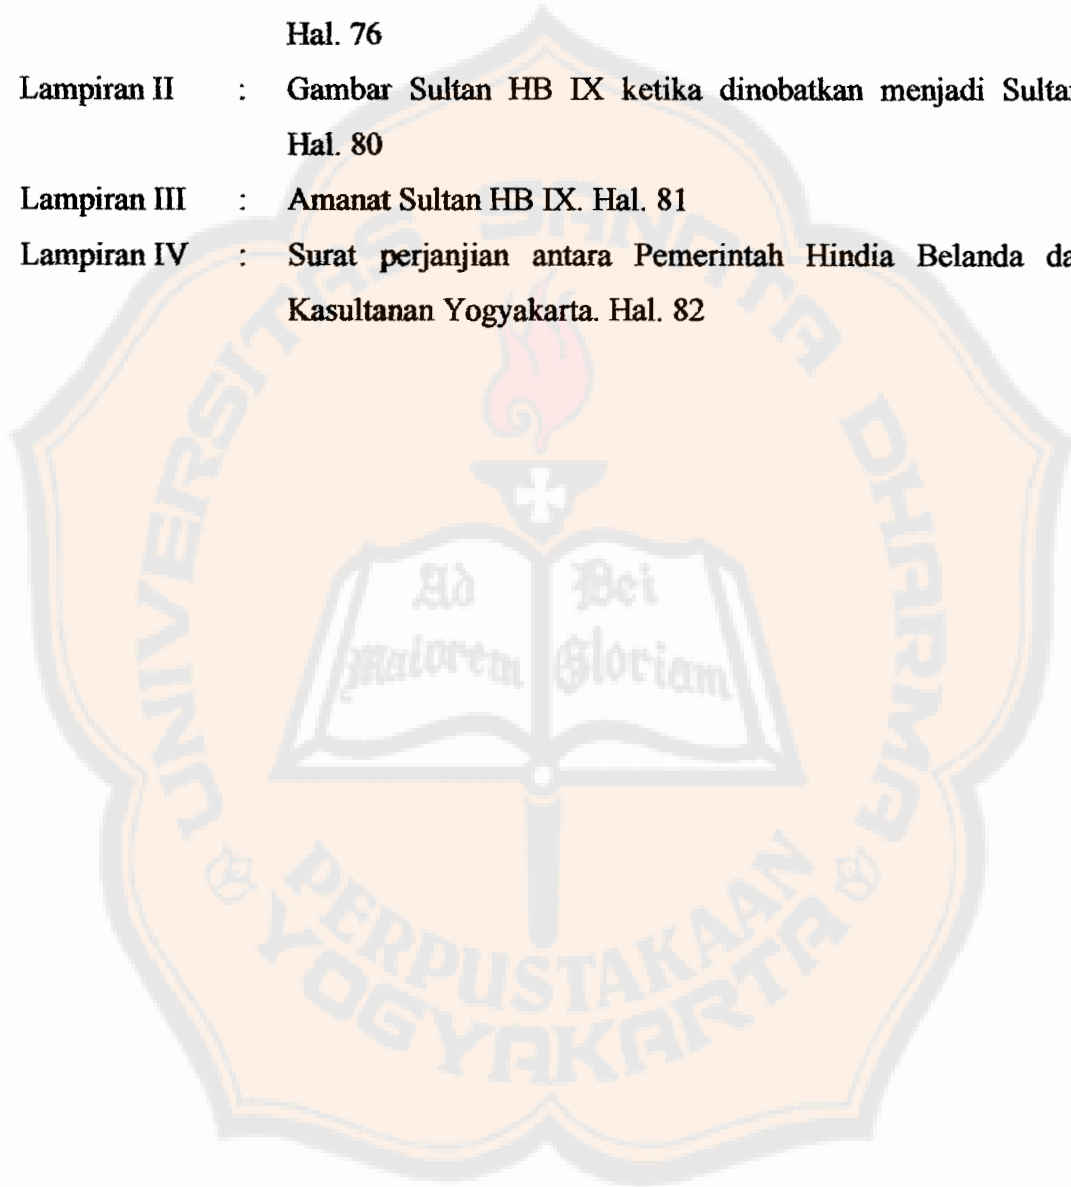 Hal. 76
Lampiran II : Gambar Sultan HB IX ketika dinobatkan menjadi Sultan
Hal. 80
Lampiran III : Amanat Sultan HB IX. Hal. 81
Lampiran IV : Surat perjanjian antara Pemerintah Hindia Belanda da
Kasultanan Yogyakarta. Hal. 82
UNIVERSITAS SANATA DHARMA
Ad Dei
maiorem Gloriam
PERPUSTAKAAN
YOGYAKARTA